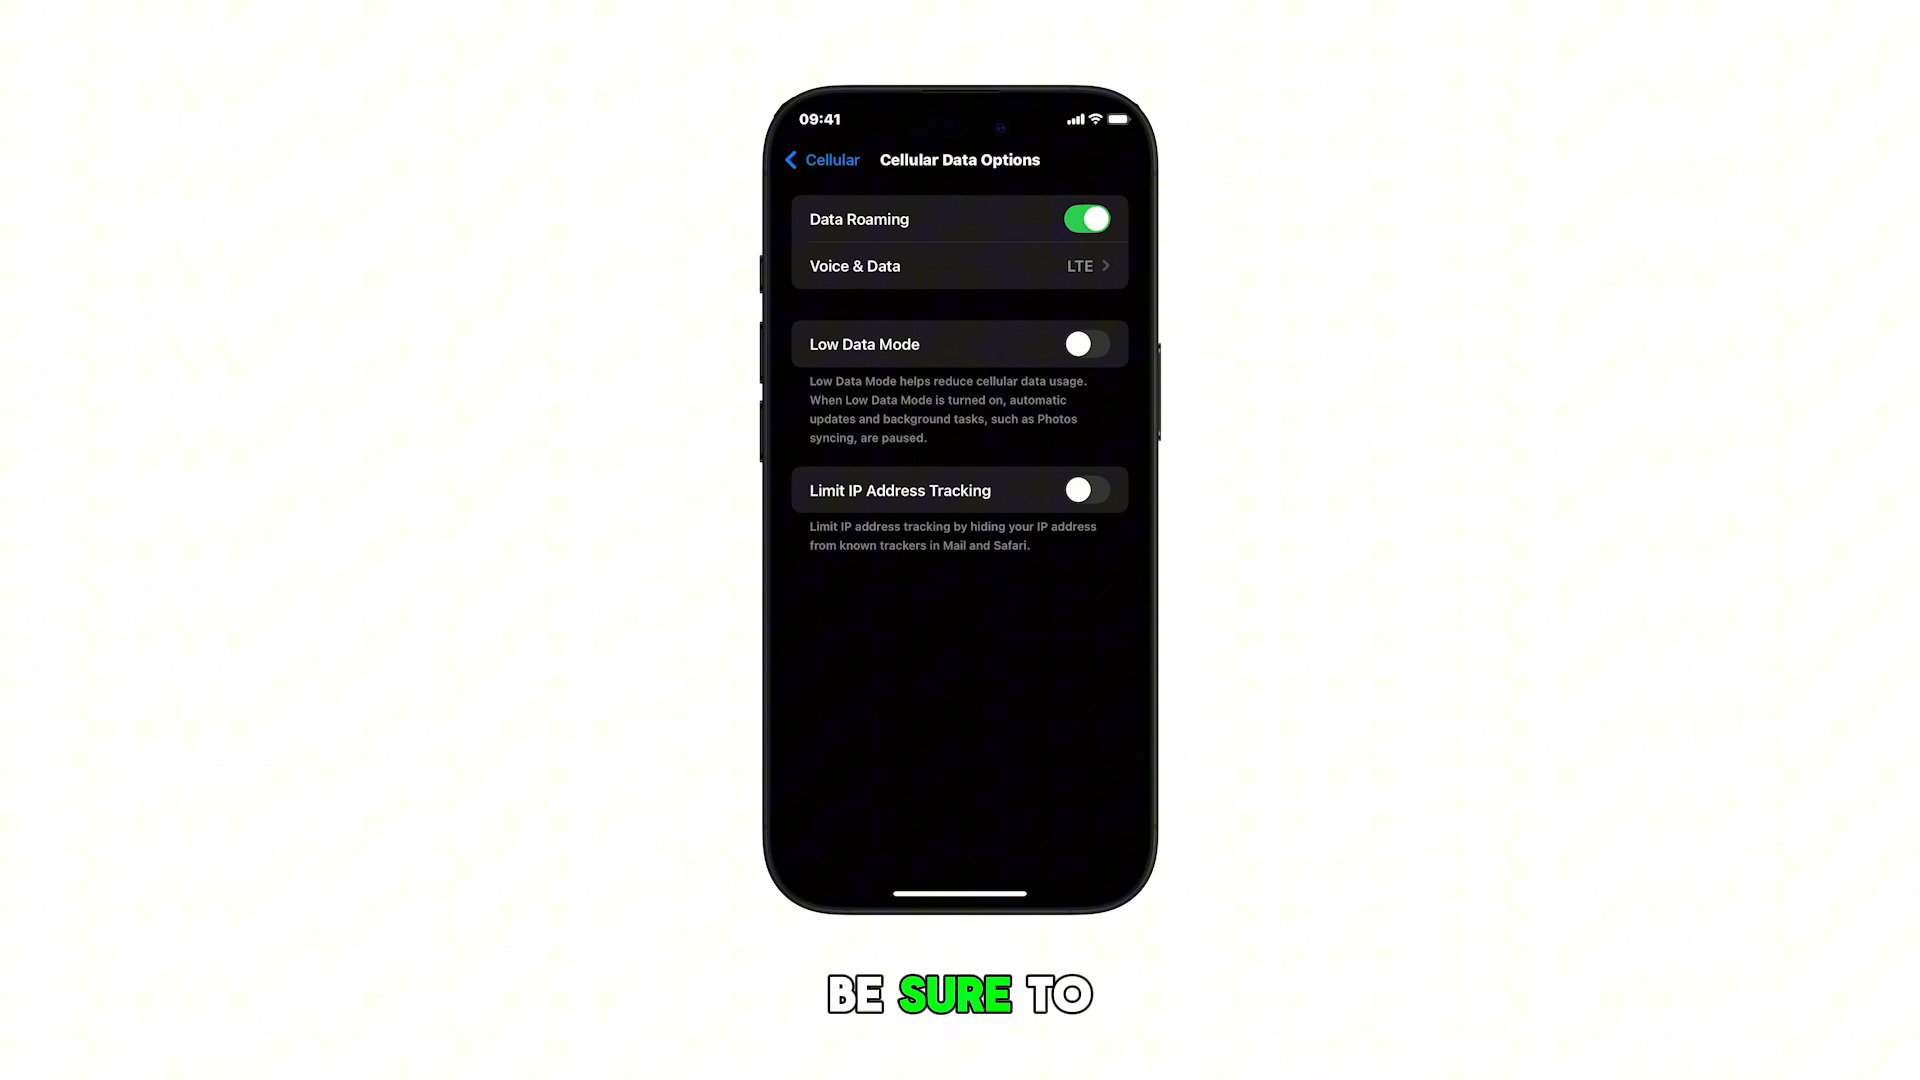 09:41
Cellular
Cellular Data Options
Data Roaming
Voice & Data LTE
Low Data Mode
Low Data Mode helps reduce cellular data usage.
When Low Data Mode is turned on, automatic
updates and background tasks, such as Photos
syncing, are paused.
Limit IP Address Tracking
Limit IP address tracking by hiding your IP address
from known trackers in Mail and Safari.
BE SURE TO